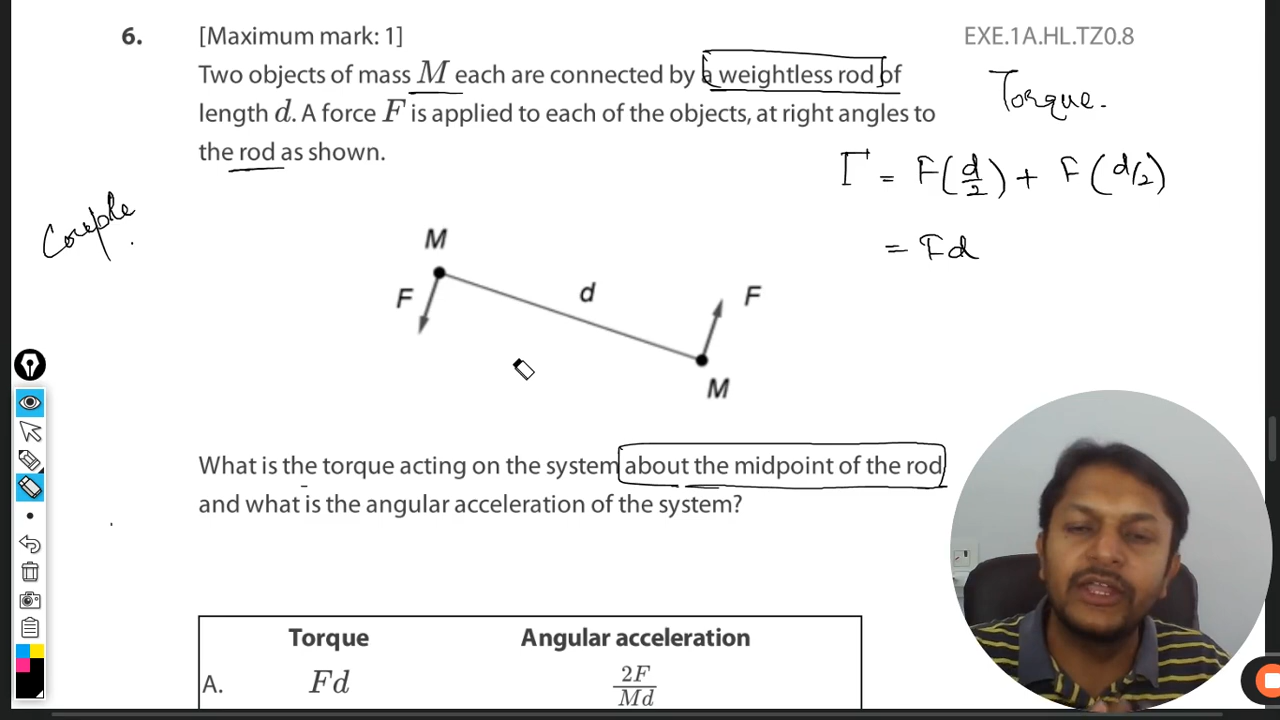 6. [Maximum mark: 1] EXE.1A.HL.TZ0.8
Two objects of mass M each are connected by a weightless rod of
length d. A force F is applied to each of the objects, at right angles to
the rod as shown.
Torque.
Γ = F(d/2) + F(d/2)
= Fd
Couple
M
F
d
F
M
What is the torque acting on the system about the midpoint of the rod
and what is the angular acceleration of the system?
Torque Angular acceleration
A. Fd 2F/Md